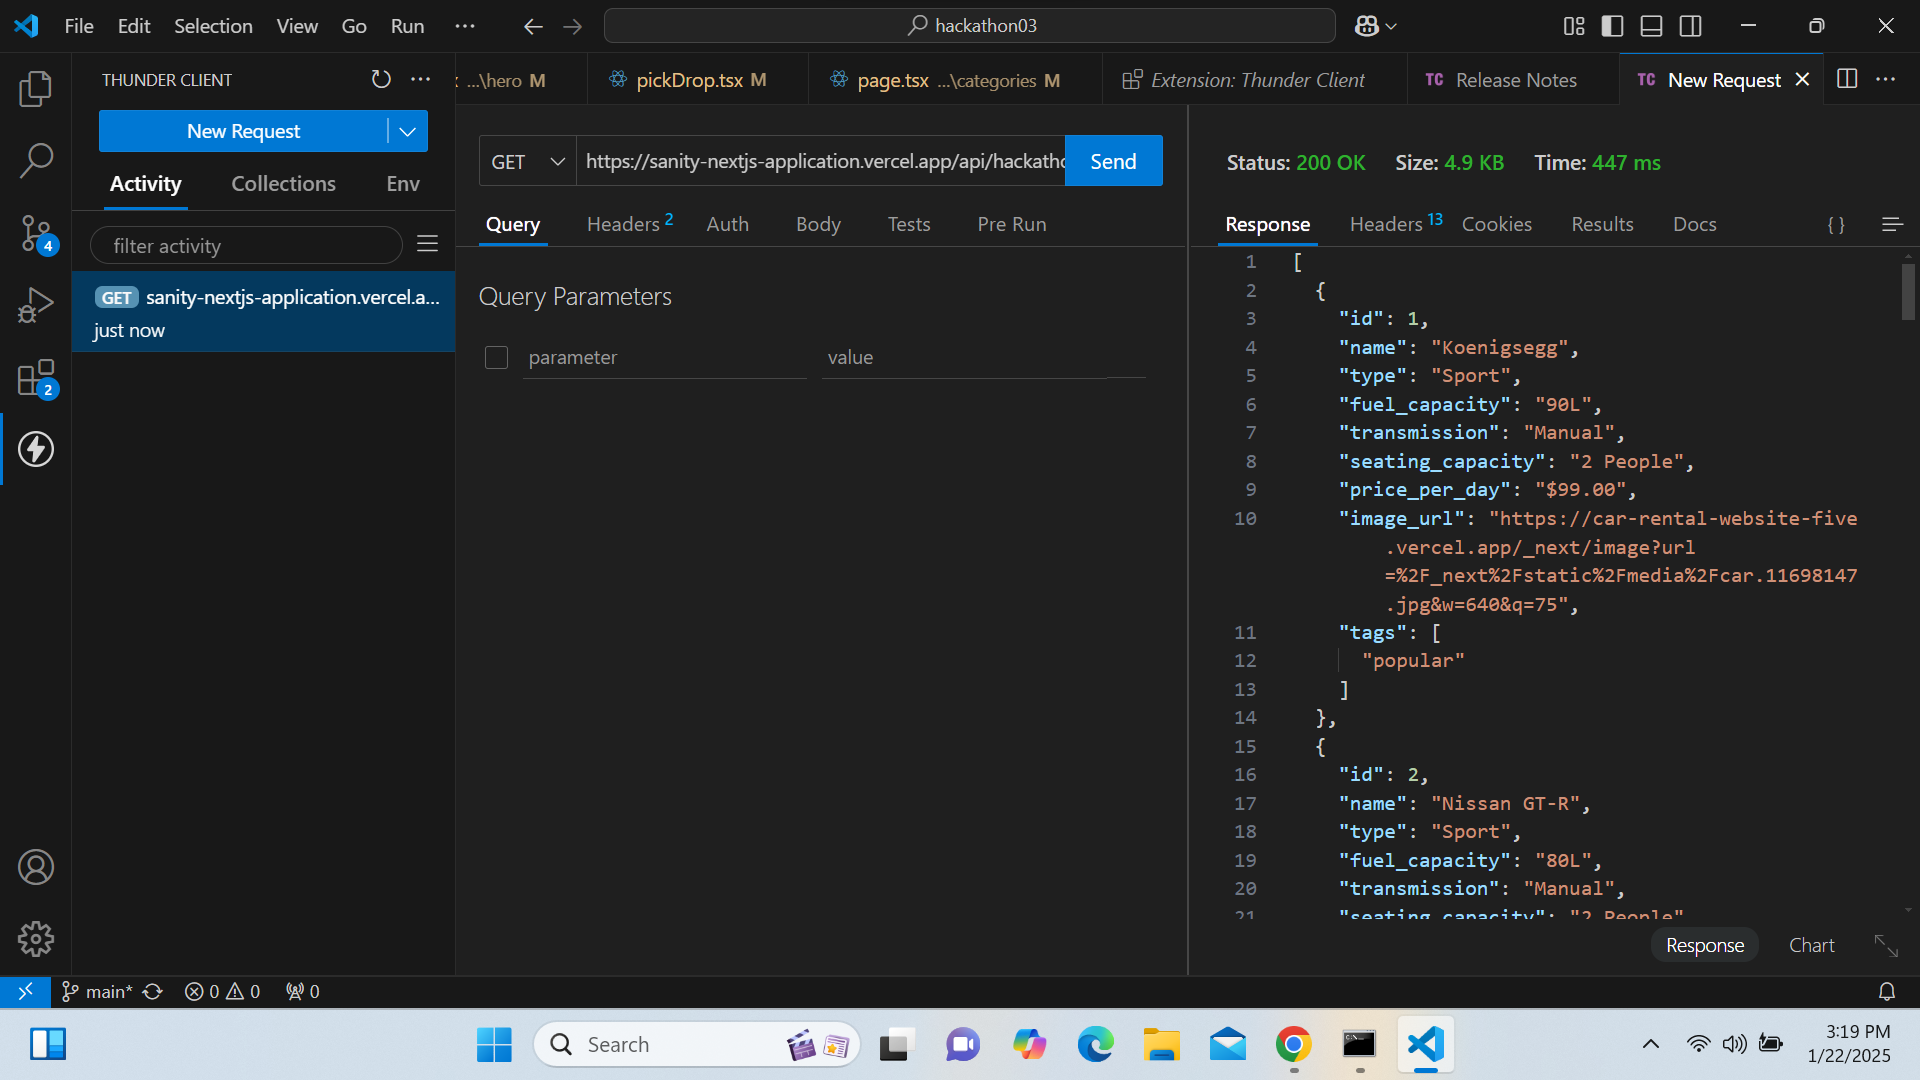 File Edit Selection View Go Run ···
hackathon03
THUNDER CLIENT
New Request
Activity Collections Env
filter activity
GET sanity-nextjs-application.vercel.a...
just now
...\hero M
pickDrop.tsx M
page.tsx ...\categories M
Extension: Thunder Client
TC Release Notes
TC New Request
GET https://sanity-nextjs-application.vercel.app/api/hackatho Send
Query Headers 2 Auth Body Tests Pre Run
Query Parameters
parameter value
Status: 200 OK Size: 4.9 KB Time: 447 ms
Response Headers 13 Cookies Results Docs { }
1 [
2 {
3 "id": 1,
4 "name": "Koenigsegg",
5 "type": "Sport",
6 "fuel_capacity": "90L",
7 "transmission": "Manual",
8 "seating_capacity": "2 People",
9 "price_per_day": "$99.00",
10 "image_url": "https://car-rental-website-five
.vercel.app/_next/image?url
=%2F_next%2Fstatic%2Fmedia%2Fcar.11698147
.jpg&w=640&q=75",
11 "tags": [
12 "popular"
13 ]
14 },
15 {
16 "id": 2,
17 "name": "Nissan GT-R",
18 "type": "Sport",
19 "fuel_capacity": "80L",
20 "transmission": "Manual",
21 "seating_capacity": "2 People"
Response Chart
4
2
main* 0 0 0
Search
3:19 PM
1/22/2025